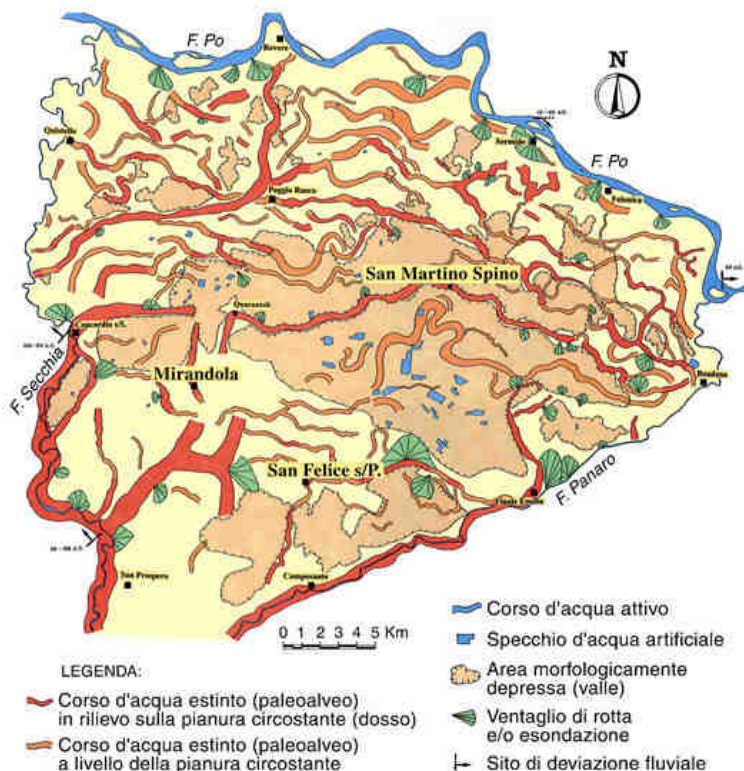 F. Po
Revere
N
Quistello
Sermide
F. Po
Felonica
Poggio Rusco
San Martino Spino
Quarantoli
Concordia s/S.
F. Secchia
Mirandola
Bondeno
San Felice s/P.
F. Panaro
Finale Emilia
San Prospero
Camposanto
0 1 2 3 4 5 Km
LEGENDA:
Corso d'acqua estinto (paleoalveo)
in rilievo sulla pianura circostante (dosso)
Corso d'acqua estinto (paleoalveo)
a livello della pianura circostante
Corso d'acqua attivo
Specchio d'acqua artificiale
Area morfologicamente
depressa (valle)
Ventaglio di rotta
e/o esondazione
Sito di deviazione fluviale